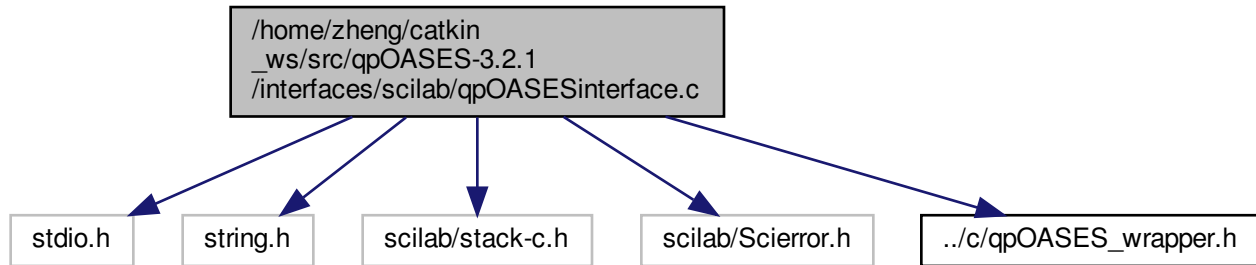 /home/zheng/catkin
_ws/src/qpOASES-3.2.1
/interfaces/scilab/qpOASESinterface.c
stdio.h
string.h
scilab/stack-c.h
scilab/Scierror.h
../c/qpOASES_wrapper.h